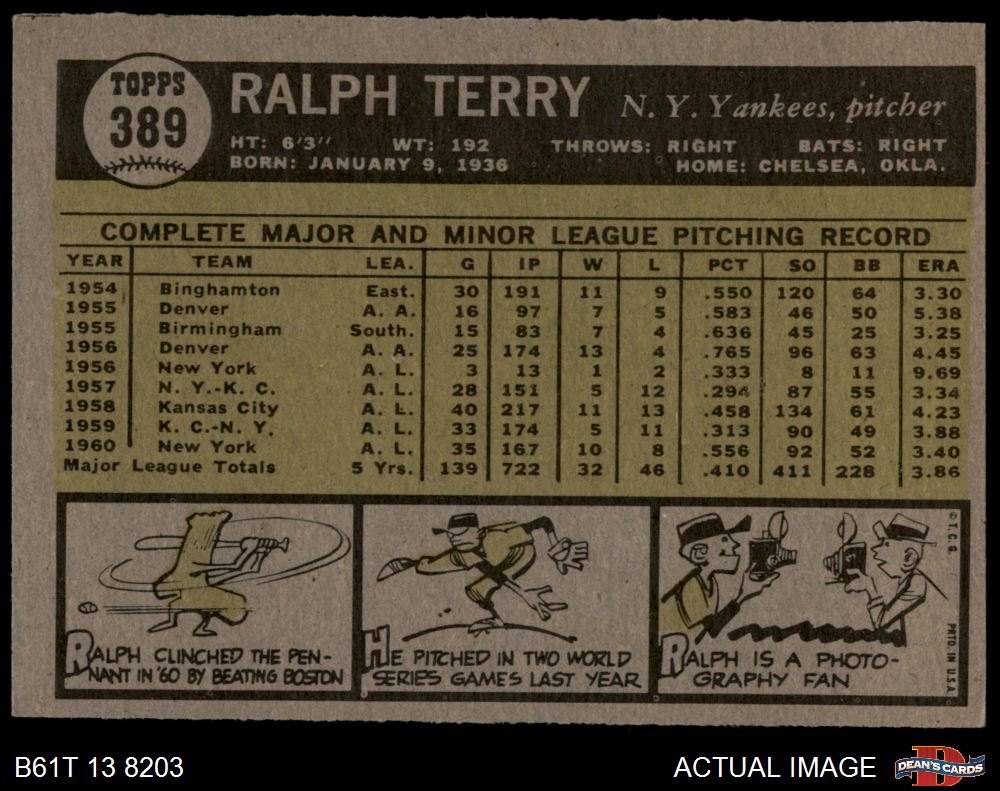 TOPPS
389
RALPH TERRY N. Y. Yankees, pitcher
HT: 6'3" WT: 192 THROWS: RIGHT BATS: RIGHT
BORN: JANUARY 9, 1936 HOME: CHELSEA, OKLA.
COMPLETE MAJOR AND MINOR LEAGUE PITCHING RECORD
YEAR TEAM LEA. G IP W L PCT SO BB ERA
1954 Binghamton East. 30 191 11 9 .550 120 64 3.30
1955 Denver A. A. 16 97 7 5 .583 46 50 5.38
1955 Birmingham South. 15 83 7 4 .636 45 25 3.25
1956 Denver A. A. 25 174 13 4 .765 96 63 4.45
1956 New York A. L. 3 13 1 2 .333 8 11 9.69
1957 N. Y.-K. C. A. L. 28 151 5 12 .294 87 55 3.34
1958 Kansas City A. L. 40 217 11 13 .458 134 61 4.23
1959 K. C.-N. Y. A. L. 33 174 5 11 .313 90 49 3.88
1960 New York A. L. 35 167 10 8 .556 92 52 3.40
Major League Totals 5 Yrs. 139 722 32 46 .410 411 228 3.86
RALPH CLINCHED THE PEN-
NANT IN '60 BY BEATING BOSTON
HE PITCHED IN TWO WORLD
SERIES GAMES LAST YEAR
RALPH IS A PHOTO-
GRAPHY FAN
© T. C. G.
PRTD. IN U.S.A.
B61T 13 8203
ACTUAL IMAGE
DEAN'S CARDS